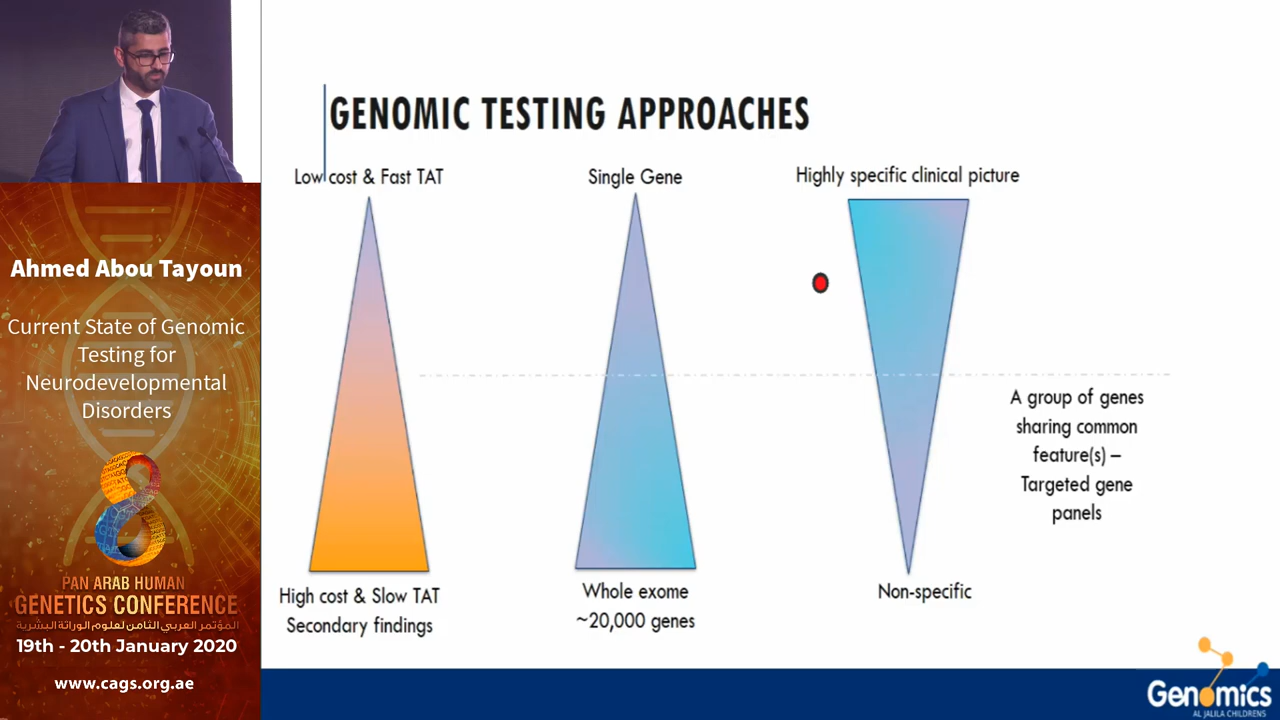 GENOMIC TESTING APPROACHES
Low cost & Fast TAT
Single Gene
Highly specific clinical picture
A group of genes
sharing common
feature(s) –
Targeted gene
panels
High cost & Slow TAT
Secondary findings
Whole exome
~20,000 genes
Non-specific
Ahmed Abou Tayoun
Current State of Genomic
Testing for
Neurodevelopmental
Disorders
PAN ARAB HUMAN
GENETICS CONFERENCE
المؤتمر العربي الثامن لعلوم الوراثة البشرية
19th - 20th January 2020
www.cags.org.ae
Genomics
AL JALILA CHILDRENS